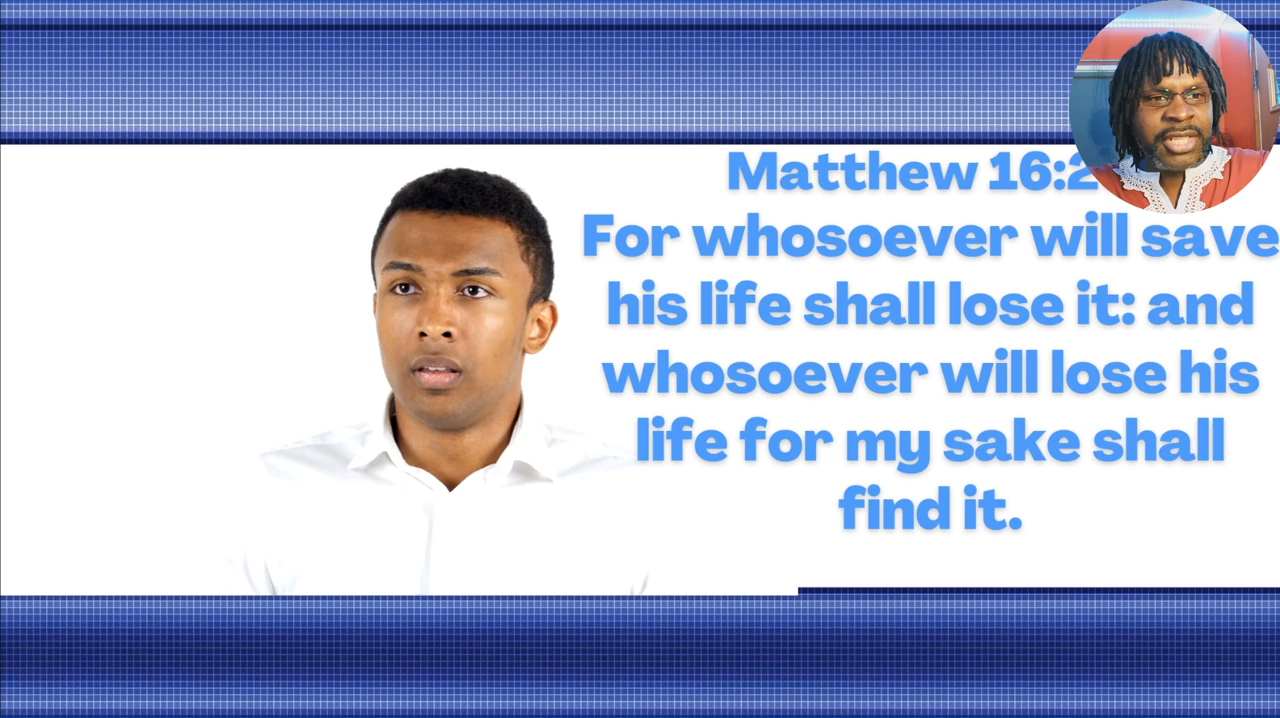 Matthew 16:2
For whosoever will save
his life shall lose it: and
whosoever will lose his
life for my sake shall
find it.